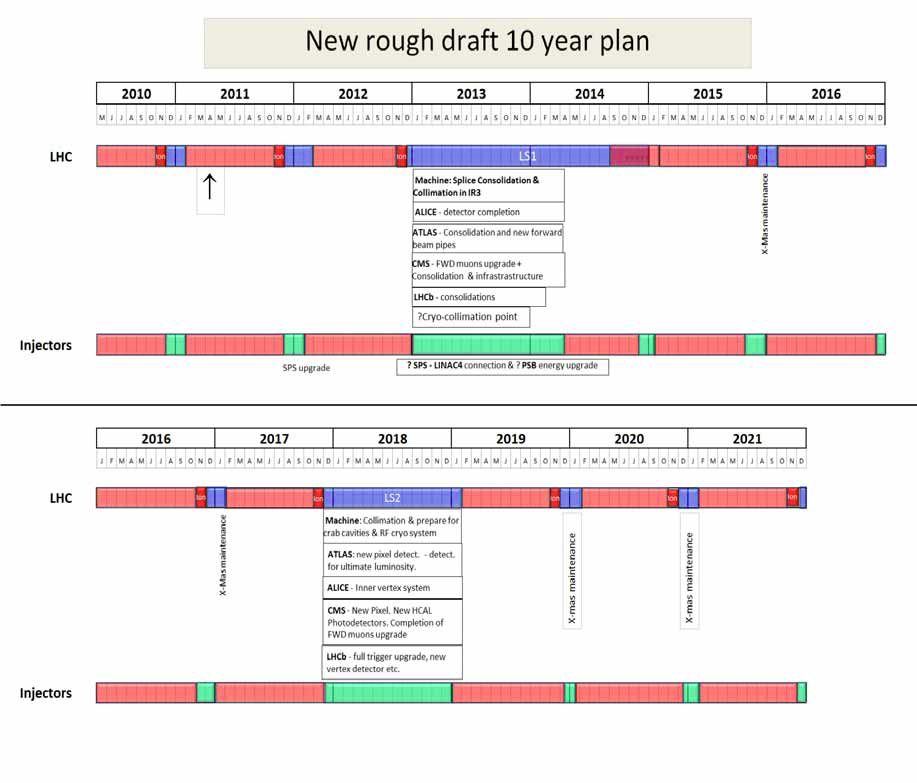 New rough draft 10 year plan
2010 2011 2012 2013 2014 2015 2016
M J J A S O N D J F M A M J J A S O N D J F M A M J J A S O N D J F M A M J J A S O N D J F M A M J J A S O N D J F M A M J J A S O N D J F M A M J J A S O N D
LHC Ion Ion Ion LS1 Ion Ion
Machine: Splice Consolidation &
Collimation in IR3
ALICE - detector completion
ATLAS - Consolidation and new forward
beam pipes
CMS - FWD muons upgrade +
Consolidation & infrastrastructure
LHCb - consolidations
?Cryo-collimation point
X-Mas maintenance
Injectors
SPS upgrade
? SPS - LINAC4 connection & ? PSB energy upgrade
2016 2017 2018 2019 2020 2021
J F M A M J J A S O N D J F M A M J J A S O N D J F M A M J J A S O N D J F M A M J J A S O N D J F M A M J J A S O N D J F M A M J J A S O N D
LHC Ion Ion LS2 Ion Ion Ion
X-Mas maintenance
Machine: Collimation & prepare for
crab cavities & RF cryo system
ATLAS: new pixel detect. - detect.
for ultimate luminosity.
ALICE - Inner vertex system
CMS - New Pixel. New HCAL
Photodetectors. Completion of
FWD muons upgrade
LHCb - full trigger upgrade, new
vertex detector etc.
X-mas maintenance
X-mas maintenance
Injectors